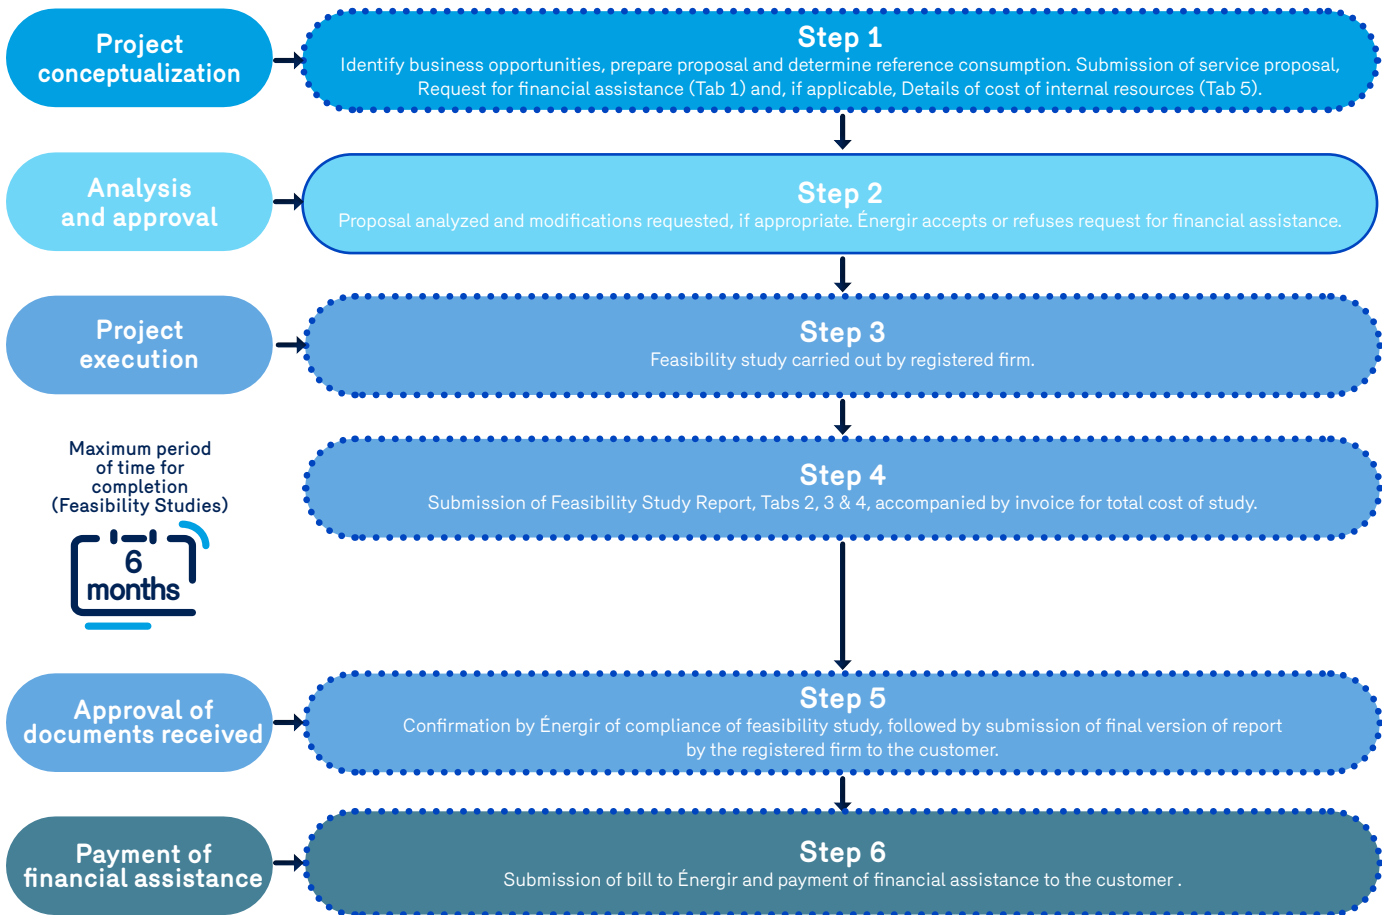 Project
conceptualization
Step 1
Identify business opportunities, prepare proposal and determine reference consumption. Submission of service proposal,
Request for financial assistance (Tab 1) and, if applicable, Details of cost of internal resources (Tab 5).
Analysis
and approval
Step 2
Proposal analyzed and modifications requested, if appropriate. Énergir accepts or refuses request for financial assistance.
Project
execution
Step 3
Feasibility study carried out by registered firm.
Maximum period
of time for
completion
(Feasibility Studies)
6
months
Step 4
Submission of Feasibility Study Report, Tabs 2, 3 & 4, accompanied by invoice for total cost of study.
Approval of
documents received
Step 5
Confirmation by Énergir of compliance of feasibility study, followed by submission of final version of report
by the registered firm to the customer.
Payment of
financial assistance
Step 6
Submission of bill to Énergir and payment of financial assistance to the customer .